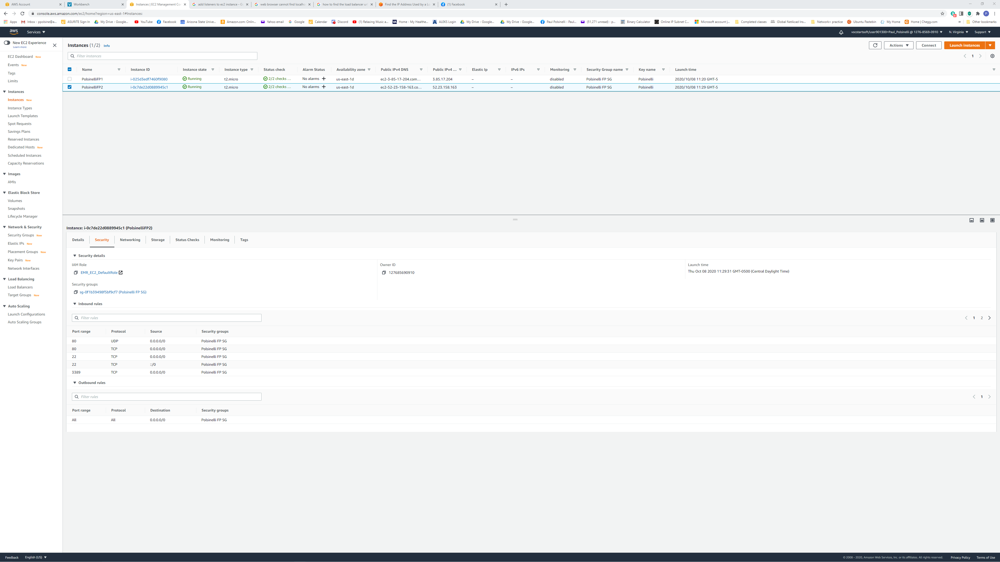 AWS Account
Workbench
Instances | EC2 Management Co
add listeners to ec2 instance - G
web browser cannot find localho
how to find the load balancer url
Find the IP Address Used by a Lo
(1) Facebook
console.aws.amazon.com/ec2/home?region=us-east-1#Instances:
Apps
Inbox - ppolsine@a...
ASURITE Sign-In
My Drive - Google...
YouTube
Facebook
Arizona State Unive...
Amazon.com: Onlin...
Yahoo email
Google
Calendar
Discord
(1) Relaxing Music a...
Home - My Healthe...
ALEKS Login
My Drive - Google...
My Drive - Google...
Paul Polsinelli - Paul...
(51,271 unread) - p...
Binary Calculator
Online IP Subnet C...
Microsoft account |...
Completed classes
Global NetAcad Ins...
Network+ practice
Ubuntu Pastebin
My Home
Home | Chegg.com
»
Other bookmarks
aws
Services
vocstartsoft/user901300=Paul_Polsinelli @ 1276-8569-0910
N. Virginia
Support
New EC2 Experience
Learn more
EC2 Dashboard New
Events New
Tags
Limits
Instances
Instances New
Instance Types
Launch Templates
Spot Requests
Savings Plans
Reserved Instances
Dedicated Hosts New
Scheduled Instances
Capacity Reservations
Images
AMIs
Elastic Block Store
Volumes
Snapshots
Lifecycle Manager
Network & Security
Security Groups New
Elastic IPs New
Placement Groups New
Key Pairs New
Network Interfaces
Load Balancing
Load Balancers
Target Groups New
Auto Scaling
Launch Configurations
Auto Scaling Groups
Instances (1/2) Info
Actions
Connect
Launch instances
Filter instances
1
Name Instance ID Instance state Instance type Status check Alarm Status Availability zone Public IPv4 DNS Public IPv4 ... Elastic Ip IPv6 IPs Monitoring Security Group name Key name Launch time
PolsinelliFP1 i-025d3edf7460f9080 Running t2.micro 2/2 checks ... No alarms + us-east-1d ec2-3-85-17-204.com... 3.85.17.204 – – disabled Polsinelli FP SG Polsinelli 2020/10/08 11:20 GMT-5
PolsinelliFP2 i-0c7de22d0889945c1 Running t2.micro 2/2 checks ... No alarms + us-east-1d ec2-52-23-158-163.co... 52.23.158.163 – – disabled Polsinelli FP SG Polsinelli 2020/10/08 11:29 GMT-5
Instance: i-0c7de22d0889945c1 (PolsinelliFP2)
Details Security Networking Storage Status Checks Monitoring Tags
Security details
IAM Role
EMR_EC2_DefaultRole
Owner ID
127685690910
Launch time
Thu Oct 08 2020 11:29:31 GMT-0500 (Central Daylight Time)
Security groups
sg-0f1b39498f5bf9cf7 (Polsinelli FP SG)
Inbound rules
Filter rules
1 2
Port range Protocol Source Security groups
80 UDP 0.0.0.0/0 Polsinelli FP SG
80 TCP 0.0.0.0/0 Polsinelli FP SG
22 TCP 0.0.0.0/0 Polsinelli FP SG
22 TCP ::/0 Polsinelli FP SG
3389 TCP 0.0.0.0/0 Polsinelli FP SG
Outbound rules
Filter rules
1
Port range Protocol Destination Security groups
All All 0.0.0.0/0 Polsinelli FP SG
Feedback
English (US)
© 2008 - 2020, Amazon Web Services, Inc. or its affiliates. All rights reserved.
Privacy Policy
Terms of Use